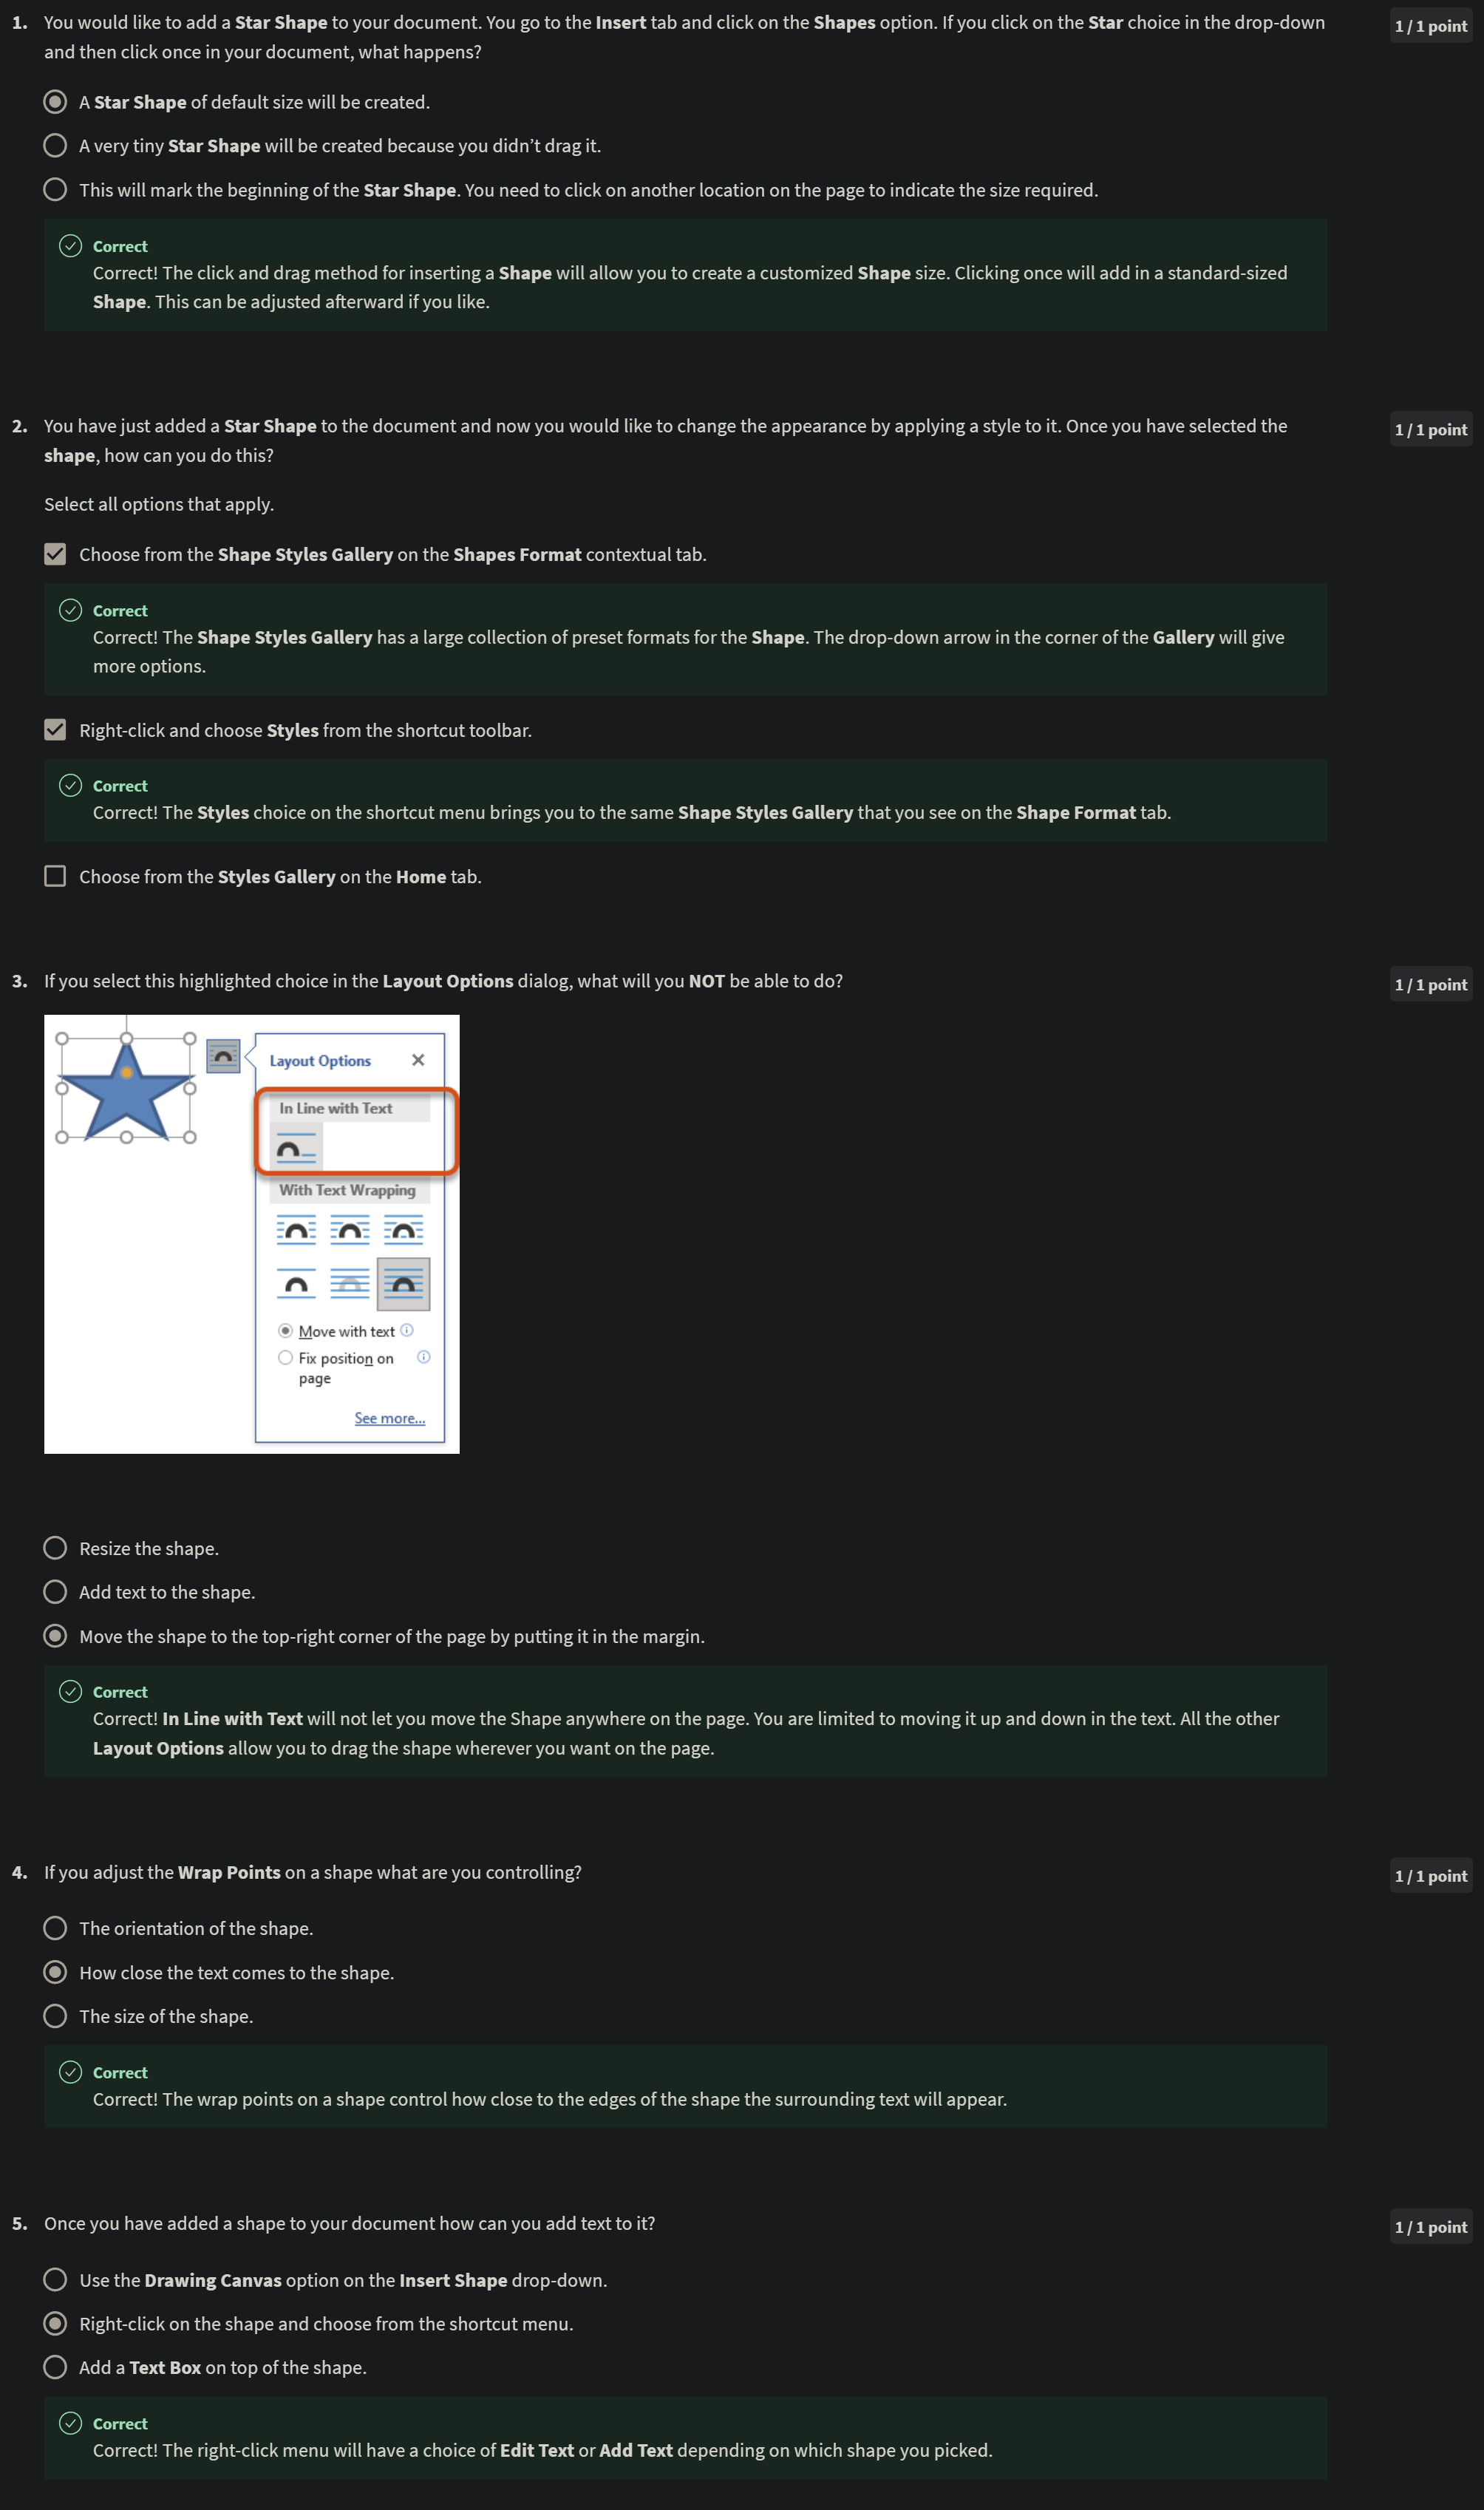 1. You would like to add a Star Shape to your document. You go to the Insert tab and click on the Shapes option. If you click on the Star choice in the drop-down
and then click once in your document, what happens?
1 / 1 point
A Star Shape of default size will be created.
A very tiny Star Shape will be created because you didn’t drag it.
This will mark the beginning of the Star Shape. You need to click on another location on the page to indicate the size required.
Correct
Correct! The click and drag method for inserting a Shape will allow you to create a customized Shape size. Clicking once will add in a standard-sized
Shape. This can be adjusted afterward if you like.
2. You have just added a Star Shape to the document and now you would like to change the appearance by applying a style to it. Once you have selected the
shape, how can you do this?
1 / 1 point
Select all options that apply.
Choose from the Shape Styles Gallery on the Shapes Format contextual tab.
Correct
Correct! The Shape Styles Gallery has a large collection of preset formats for the Shape. The drop-down arrow in the corner of the Gallery will give
more options.
Right-click and choose Styles from the shortcut toolbar.
Correct
Correct! The Styles choice on the shortcut menu brings you to the same Shape Styles Gallery that you see on the Shape Format tab.
Choose from the Styles Gallery on the Home tab.
3. If you select this highlighted choice in the Layout Options dialog, what will you NOT be able to do?
1 / 1 point
Layout Options
In Line with Text
With Text Wrapping
Move with text
Fix position on
page
See more...
Resize the shape.
Add text to the shape.
Move the shape to the top-right corner of the page by putting it in the margin.
Correct
Correct! In Line with Text will not let you move the Shape anywhere on the page. You are limited to moving it up and down in the text. All the other
Layout Options allow you to drag the shape wherever you want on the page.
4. If you adjust the Wrap Points on a shape what are you controlling?
1 / 1 point
The orientation of the shape.
How close the text comes to the shape.
The size of the shape.
Correct
Correct! The wrap points on a shape control how close to the edges of the shape the surrounding text will appear.
5. Once you have added a shape to your document how can you add text to it?
1 / 1 point
Use the Drawing Canvas option on the Insert Shape drop-down.
Right-click on the shape and choose from the shortcut menu.
Add a Text Box on top of the shape.
Correct
Correct! The right-click menu will have a choice of Edit Text or Add Text depending on which shape you picked.